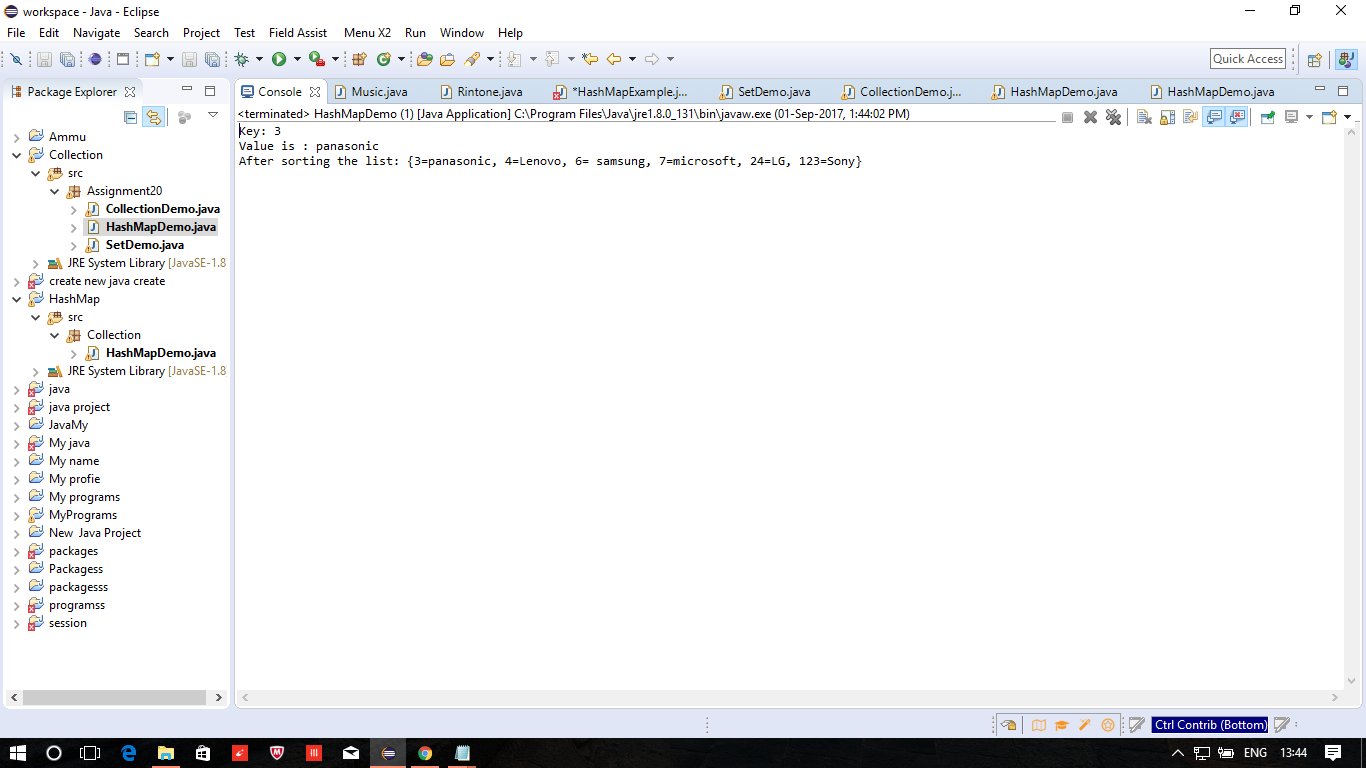 workspace - Java - Eclipse
File Edit Navigate Search Project Test Field Assist Menu X2 Run Window Help
Quick Access
Package Explorer
Ammu
Collection
src
Assignment20
CollectionDemo.java
HashMapDemo.java
SetDemo.java
JRE System Library [JavaSE-1.8
create new java create
HashMap
src
Collection
HashMapDemo.java
JRE System Library [JavaSE-1.8
java
java project
JavaMy
My java
My name
My profie
My programs
MyPrograms
New  Java Project
packages
Packagess
packagesss
programss
session
Console Music.java Rintone.java *HashMapExample.j... SetDemo.java CollectionDemo.j... HashMapDemo.java HashMapDemo.java
<terminated> HashMapDemo (1) [Java Application] C:\Program Files\Java\jre1.8.0_131\bin\javaw.exe (01-Sep-2017, 1:44:02 PM)
Key: 3
Value is : panasonic
After sorting the list: {3=panasonic, 4=Lenovo, 6= samsung, 7=microsoft, 24=LG, 123=Sony}
Ctrl Contrib (Bottom)
ENG 13:44